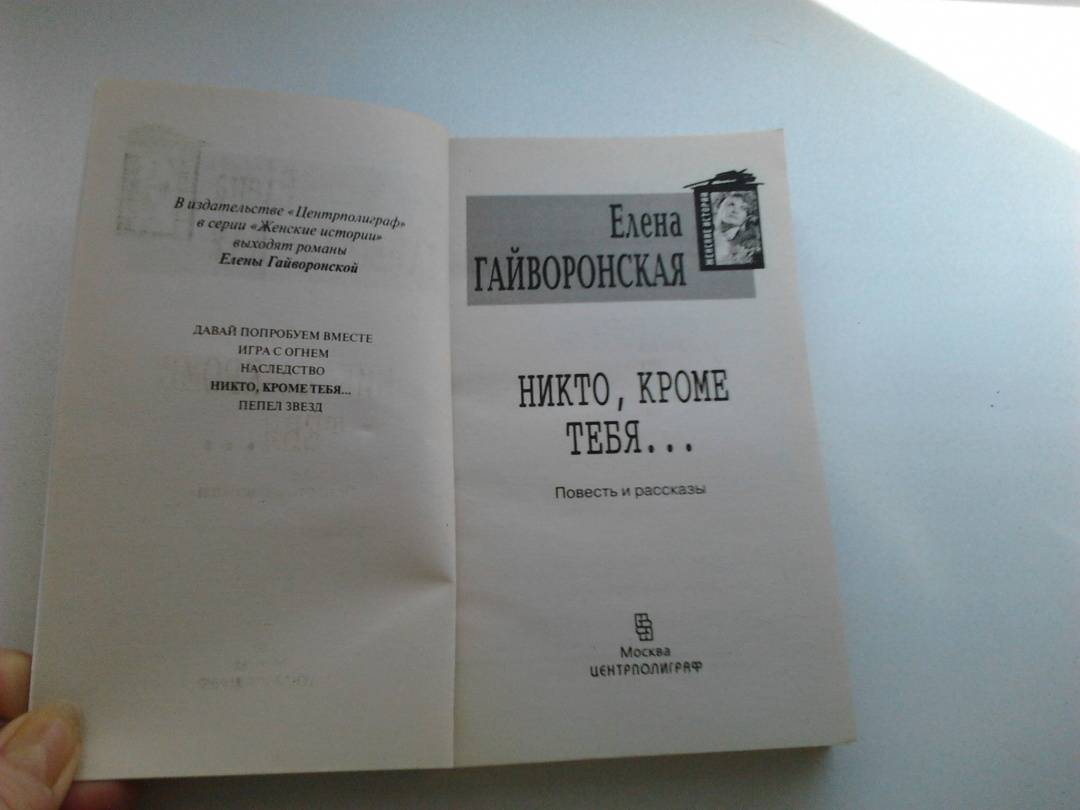 В издательстве «Центрполиграф»
в серии «Женские истории»
выходят романы
Елены Гайворонской
ДАВАЙ ПОПРОБУЕМ ВМЕСТЕ
ИГРА С ОГНЕМ
НАСЛЕДСТВО
НИКТО, КРОМЕ ТЕБЯ...
ПЕПЕЛ ЗВЕЗД
Елена
ГАЙВОРОНСКАЯ
ЖЕНСКИЕ ИСТОРИИ
НИКТО, КРОМЕ
ТЕБЯ...
Повесть и рассказы
Москва
ЦЕНТРПОЛИГРАФ